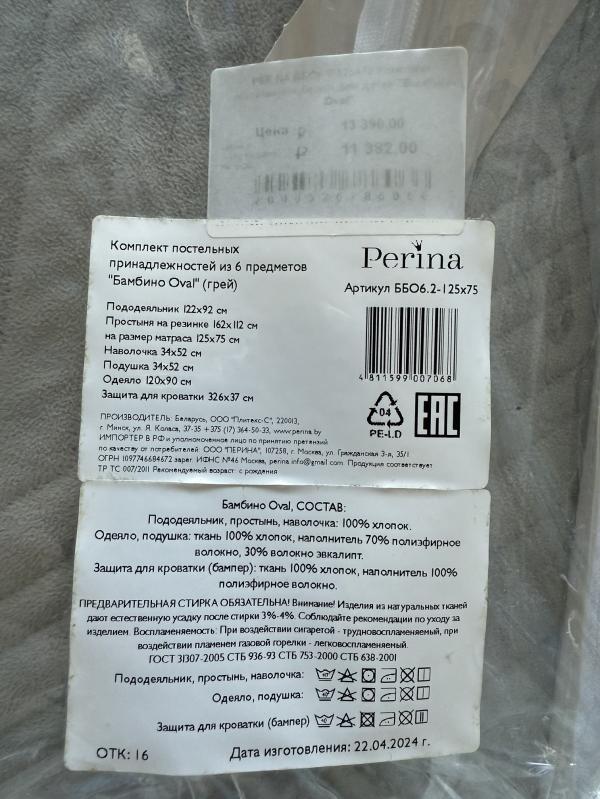 Oval"
Цена р
13 390.00
11 382.00
Комплект постельных
принадлежностей из 6 предметов
"Бамбино Oval" (грей)
Perina
Артикул ББО6.2-125х75
Пододеяльник 122х92 см
Простыня на резинке 162х112 см
на размер матраса 125х75 см
Наволочка 34х52 см
Подушка 34х52 см
Одеяло 120х90 см
Защита для кроватки 326х37 см
4 811599 007068
04
PE-LD
EAC
ПРОИЗВОДИТЕЛЬ: Беларусь, ООО "Плитекс-С", 220013,
г. Минск, ул. Я. Коласа, 37-35 +375 (17) 364-50-33, www.perina.by
ИМПОРТЕР В РФ и уполномоченное лицо по принятию претензий
по качеству от потребителей: ООО "ПЕРИНА", 107258, г. Москва, ул. Гражданская 3-я, 35/1
ОГРН 1097746684672 зарег. ИФНС №46 Москва, perina.info@gmail.com Продукция соответствует
ТР ТС 007/2011 Рекомендуемый возраст: с рождения
Бамбино Oval, СОСТАВ:
Пододеяльник, простынь, наволочка: 100% хлопок.
Одеяло, подушка: ткань 100% хлопок, наполнитель 70% полиэфирное
волокно, 30% волокно эвкалипт.
Защита для кроватки (бампер): ткань 100% хлопок, наполнитель 100%
полиэфирное волокно.
ПРЕДВАРИТЕЛЬНАЯ СТИРКА ОБЯЗАТЕЛЬНА! Внимание! Изделия из натуральных тканей
дают естественную усадку после стирки 3%-4%. Соблюдайте рекомендации по уходу за
изделием. Воспламеняемость: При воздействии сигаретой - трудновоспламеняемый, при
воздействии пламенем газовой горелки - легковоспламеняемый.
ГОСТ 31307-2005 СТБ 936-93 СТБ 753-2000 СТБ 638-2001
Пододеяльник, простынь, наволочка:
Одеяло, подушка:
Защита для кроватки (бампер)
ОТК: 16
Дата изготовления: 22.04.2024 г.